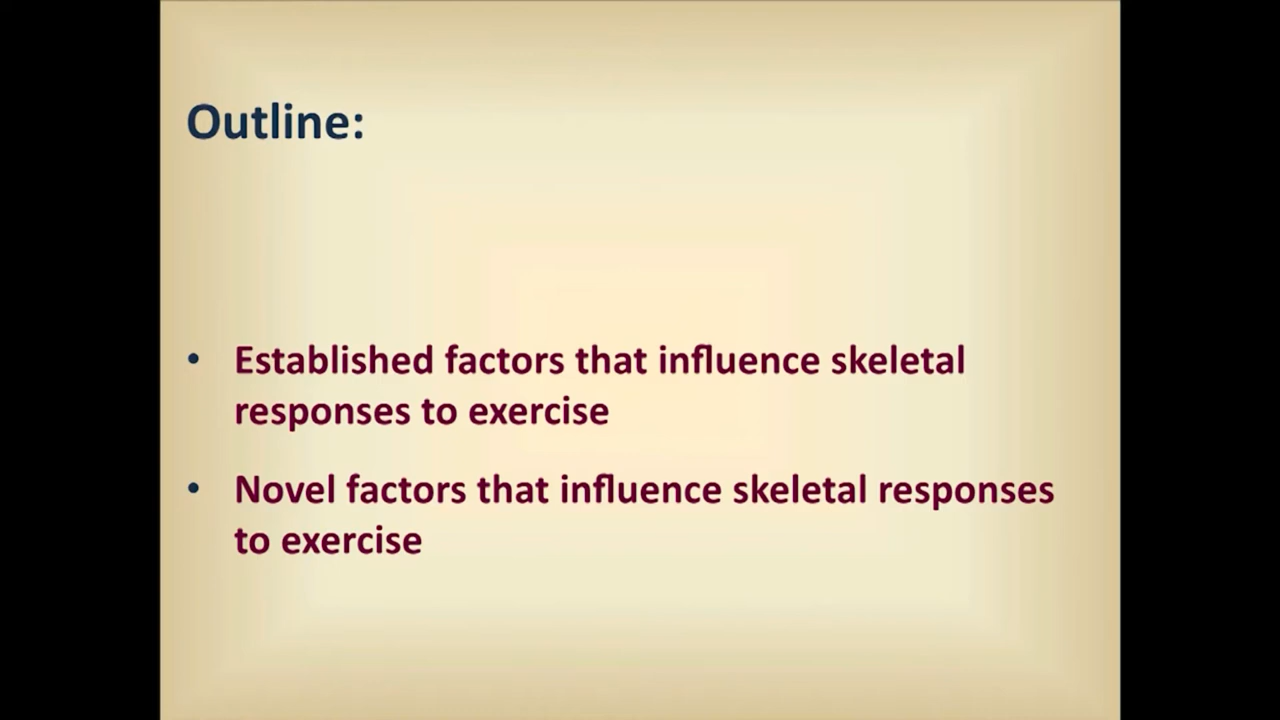 Outline:
• Established factors that influence skeletal
responses to exercise
• Novel factors that influence skeletal responses
to exercise